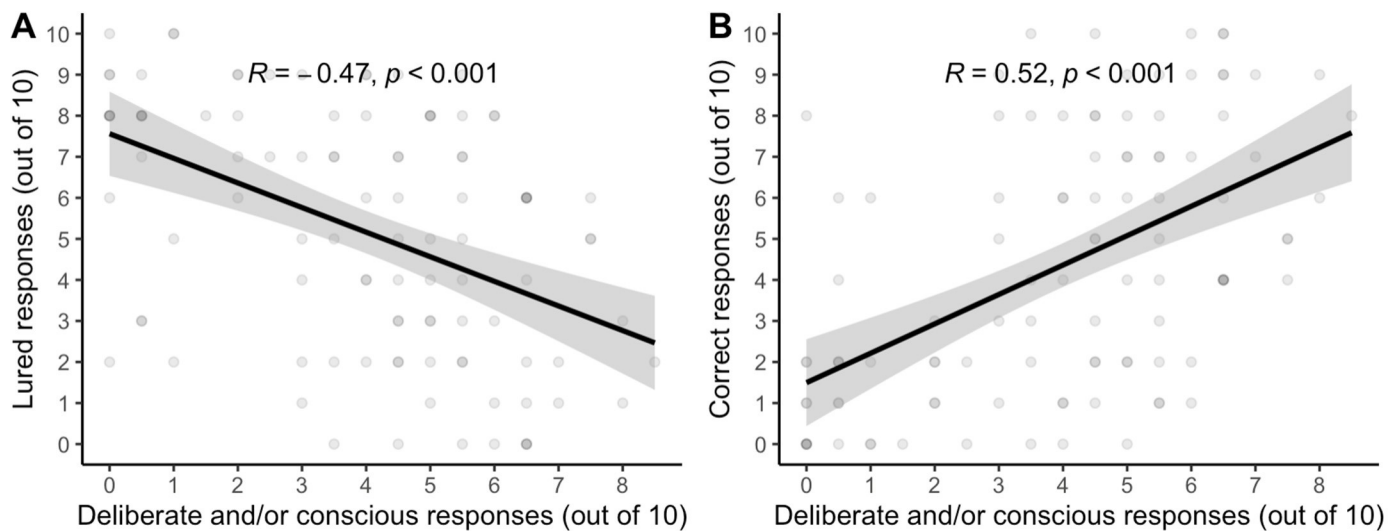 A
R = – 0.47, p < 0.001
Lured responses (out of 10)
10
9
8
7
6
5
4
3
2
1
0
0 1 2 3 4 5 6 7 8
Deliberate and/or conscious responses (out of 10)
B
R = 0.52, p < 0.001
Correct responses (out of 10)
10
9
8
7
6
5
4
3
2
1
0
0 1 2 3 4 5 6 7 8
Deliberate and/or conscious responses (out of 10)